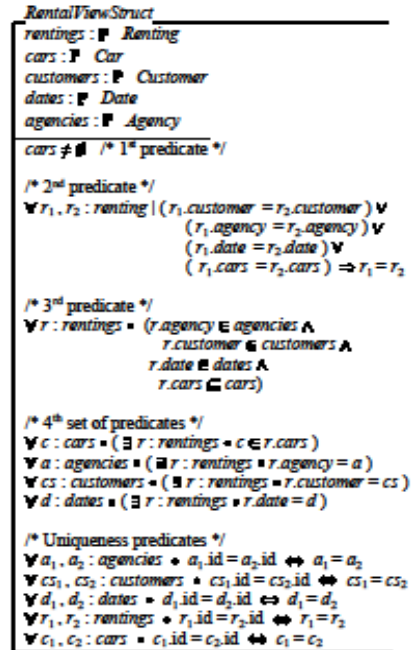 RentalViewStruct
rentings : ℙ Renting
cars : ℙ Car
customers : ℙ Customer
dates : ℙ Date
agencies : ℙ Agency
cars ≠ ∅ /* 1st predicate */
/* 2nd predicate */
∀ r₁ , r₂ : renting | ( r₁.customer = r₂.customer ) ∨
( r₁.agency = r₂.agency ) ∨
( r₁.date = r₂.date ) ∨
( r₁.cars = r₂.cars ) ⇒ r₁ = r₂
/* 3rd predicate */
∀ r : rentings • (r.agency ∈ agencies ∧
r.customer ∈ customers ∧
r.date ∈ dates ∧
r.cars ⊆ cars)
/* 4th set of predicates */
∀ c : cars • ( ∃ r : rentings • c ∈ r.cars )
∀ a : agencies • ( ∃ r : rentings • r.agency = a )
∀ cs : customers • ( ∃ r : rentings • r.customer = cs )
∀ d : dates • ( ∃ r : rentings • r.date = d )
/* Uniqueness predicates */
∀ a₁ , a₂ : agencies • a₁.id = a₂.id ⇔ a₁ = a₂
∀ cs₁ , cs₂ : customers • cs₁.id = cs₂.id ⇔ cs₁ = cs₂
∀ d₁ , d₂ : dates • d₁.id = d₂.id ⇔ d₁ = d₂
∀ r₁ , r₂ : rentings • r₁.id = r₂.id ⇔ r₁ = r₂
∀ c₁ , c₂ : cars • c₁.id = c₂.id ⇔ c₁ = c₂